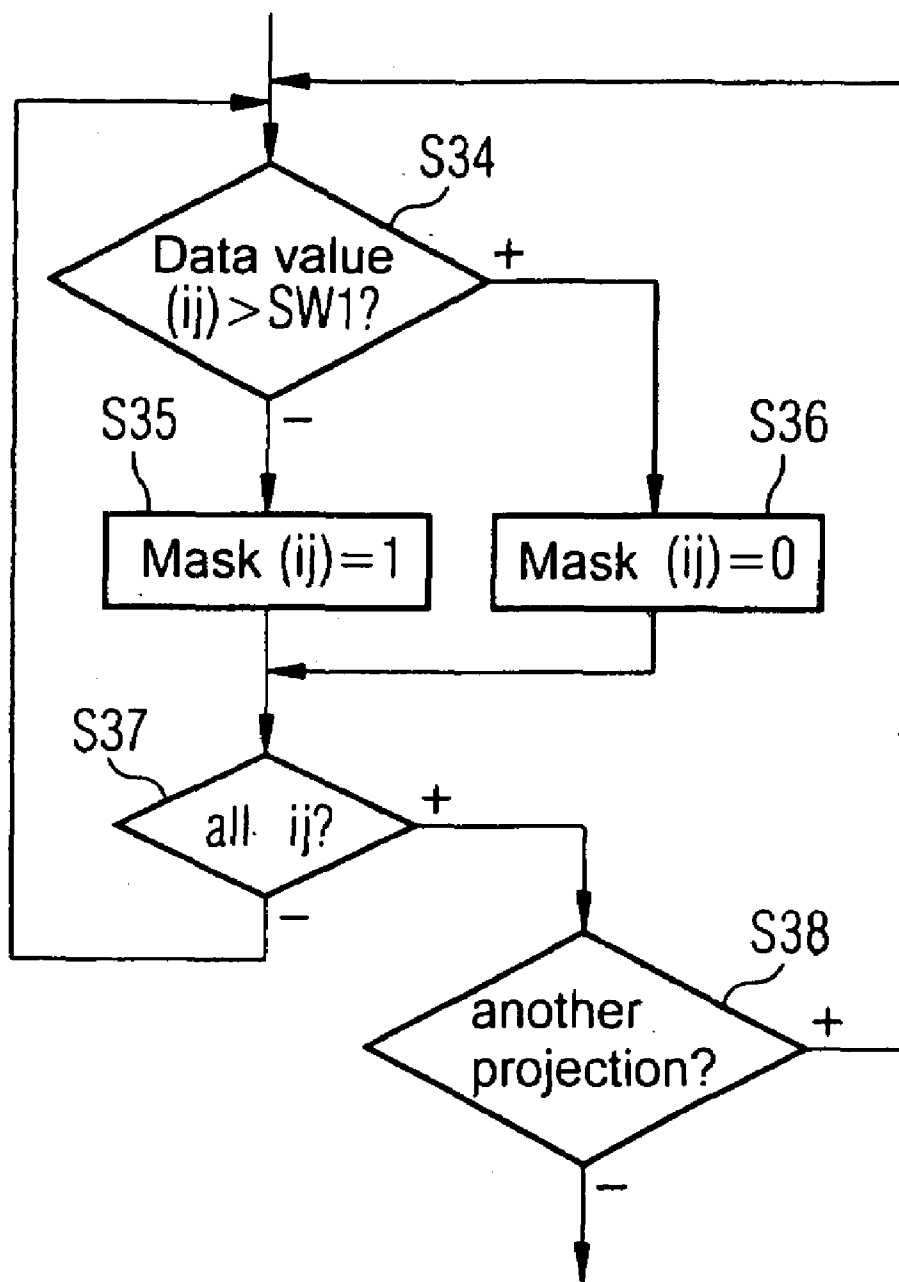 S34
Data value
(ij) > SW1?
+
−
S35
S36
Mask (ij)=1
Mask (ij)=0
S37
all ij?
+
−
S38
another
projection?
+
−